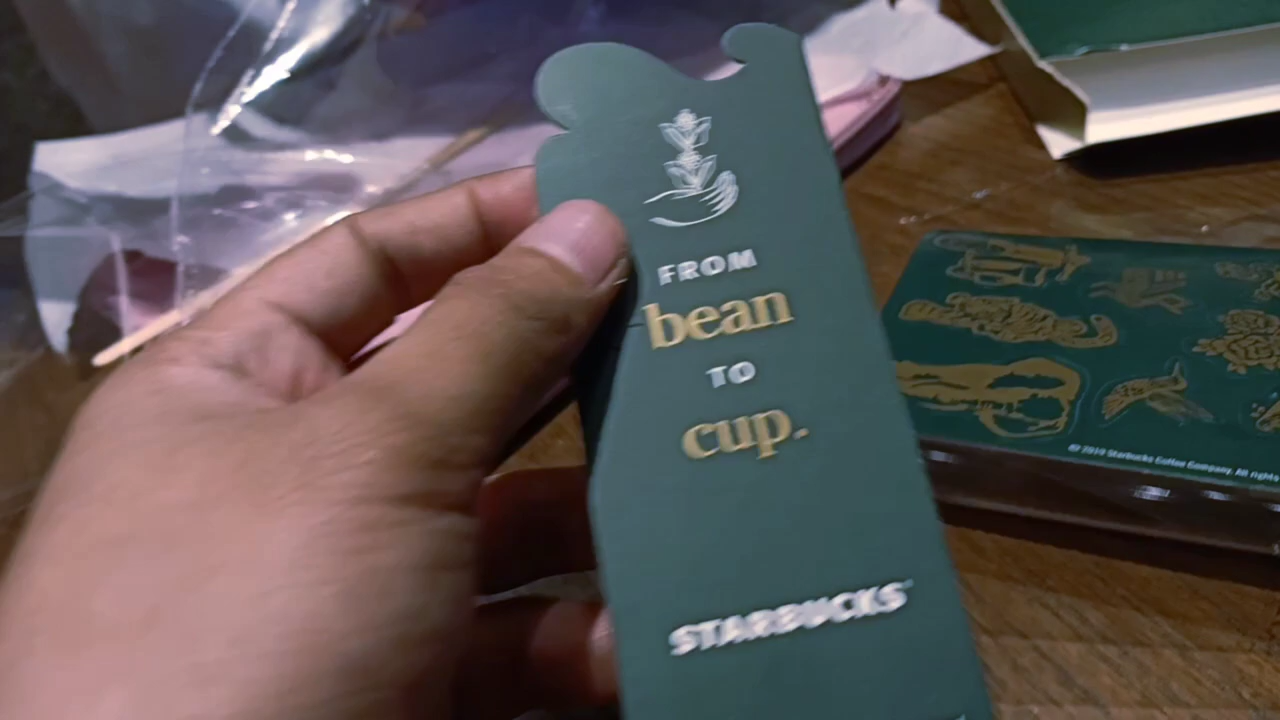 FROM
bean
TO
cup.
STARBUCKS
© 2019 Starbucks Coffee Company. All rights